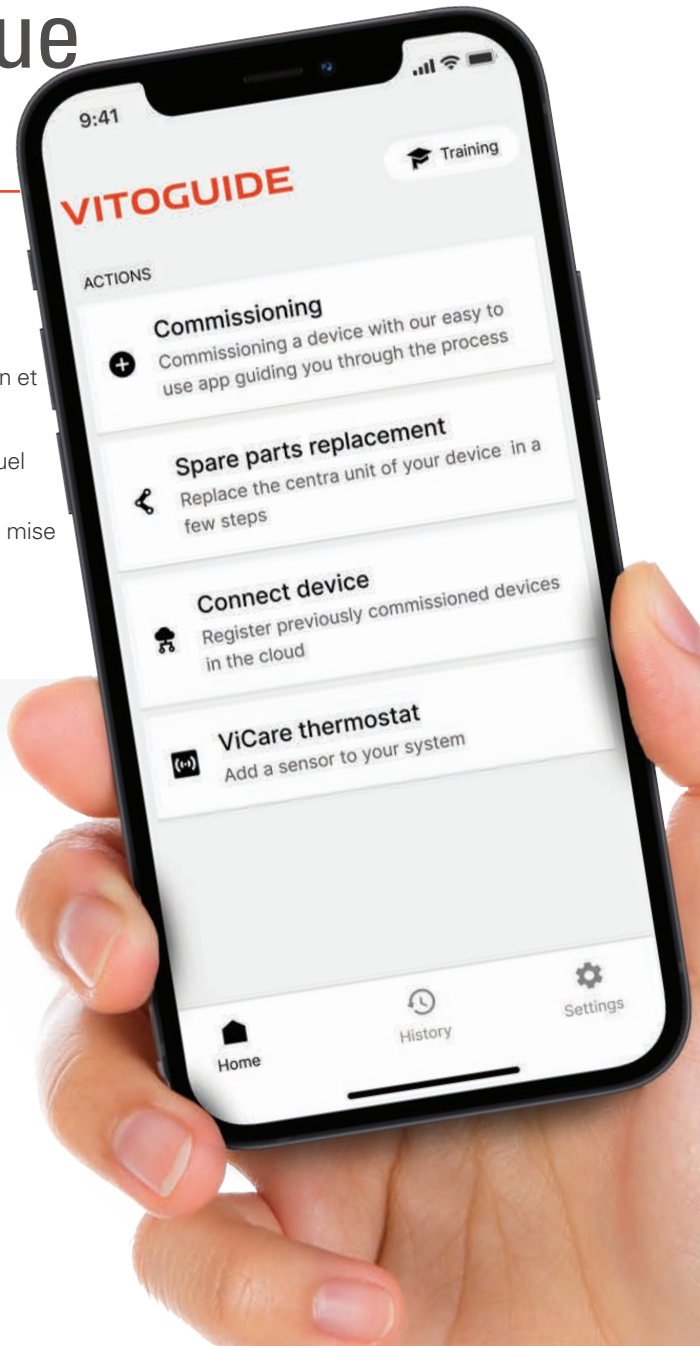 ue
n et
uel
mise
9:41
Training
VITOGUIDE
ACTIONS
Commissioning
Commissioning a device with our easy to
use app guiding you through the process
Spare parts replacement
Replace the centra unit of your device in a
few steps
Connect device
Register previously commissioned devices
in the cloud
ViCare thermostat
Add a sensor to your system
Home
History
Settings